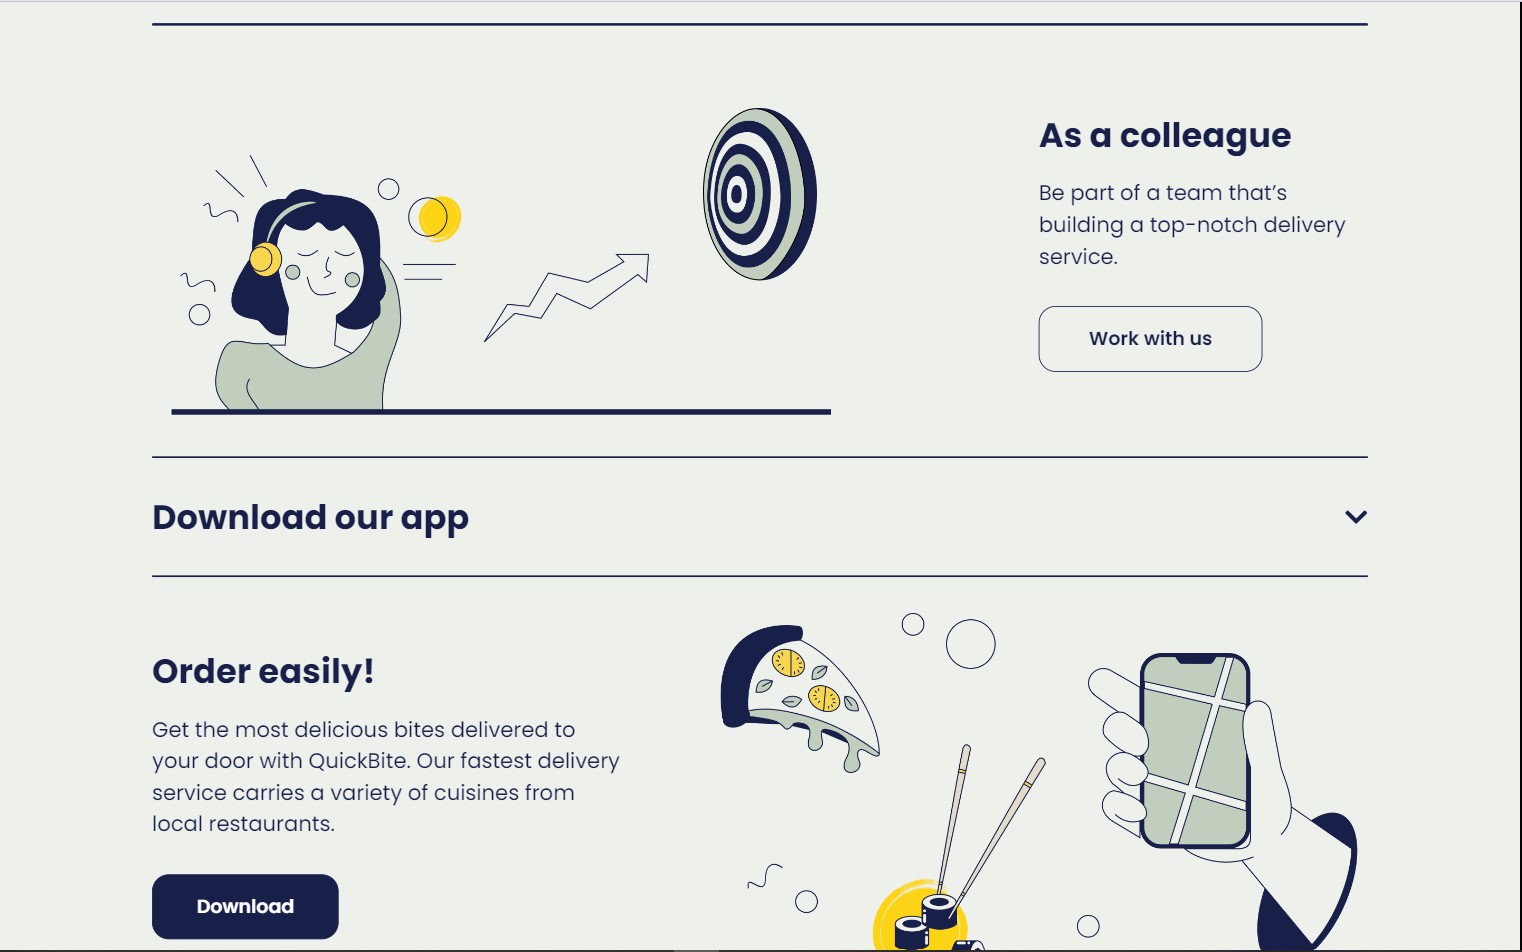 As a colleague
Be part of a team that’s
building a top-notch delivery
service.
Work with us
Download our app
Order easily!
Get the most delicious bites delivered to
your door with QuickBite. Our fastest delivery
service carries a variety of cuisines from
local restaurants.
Download